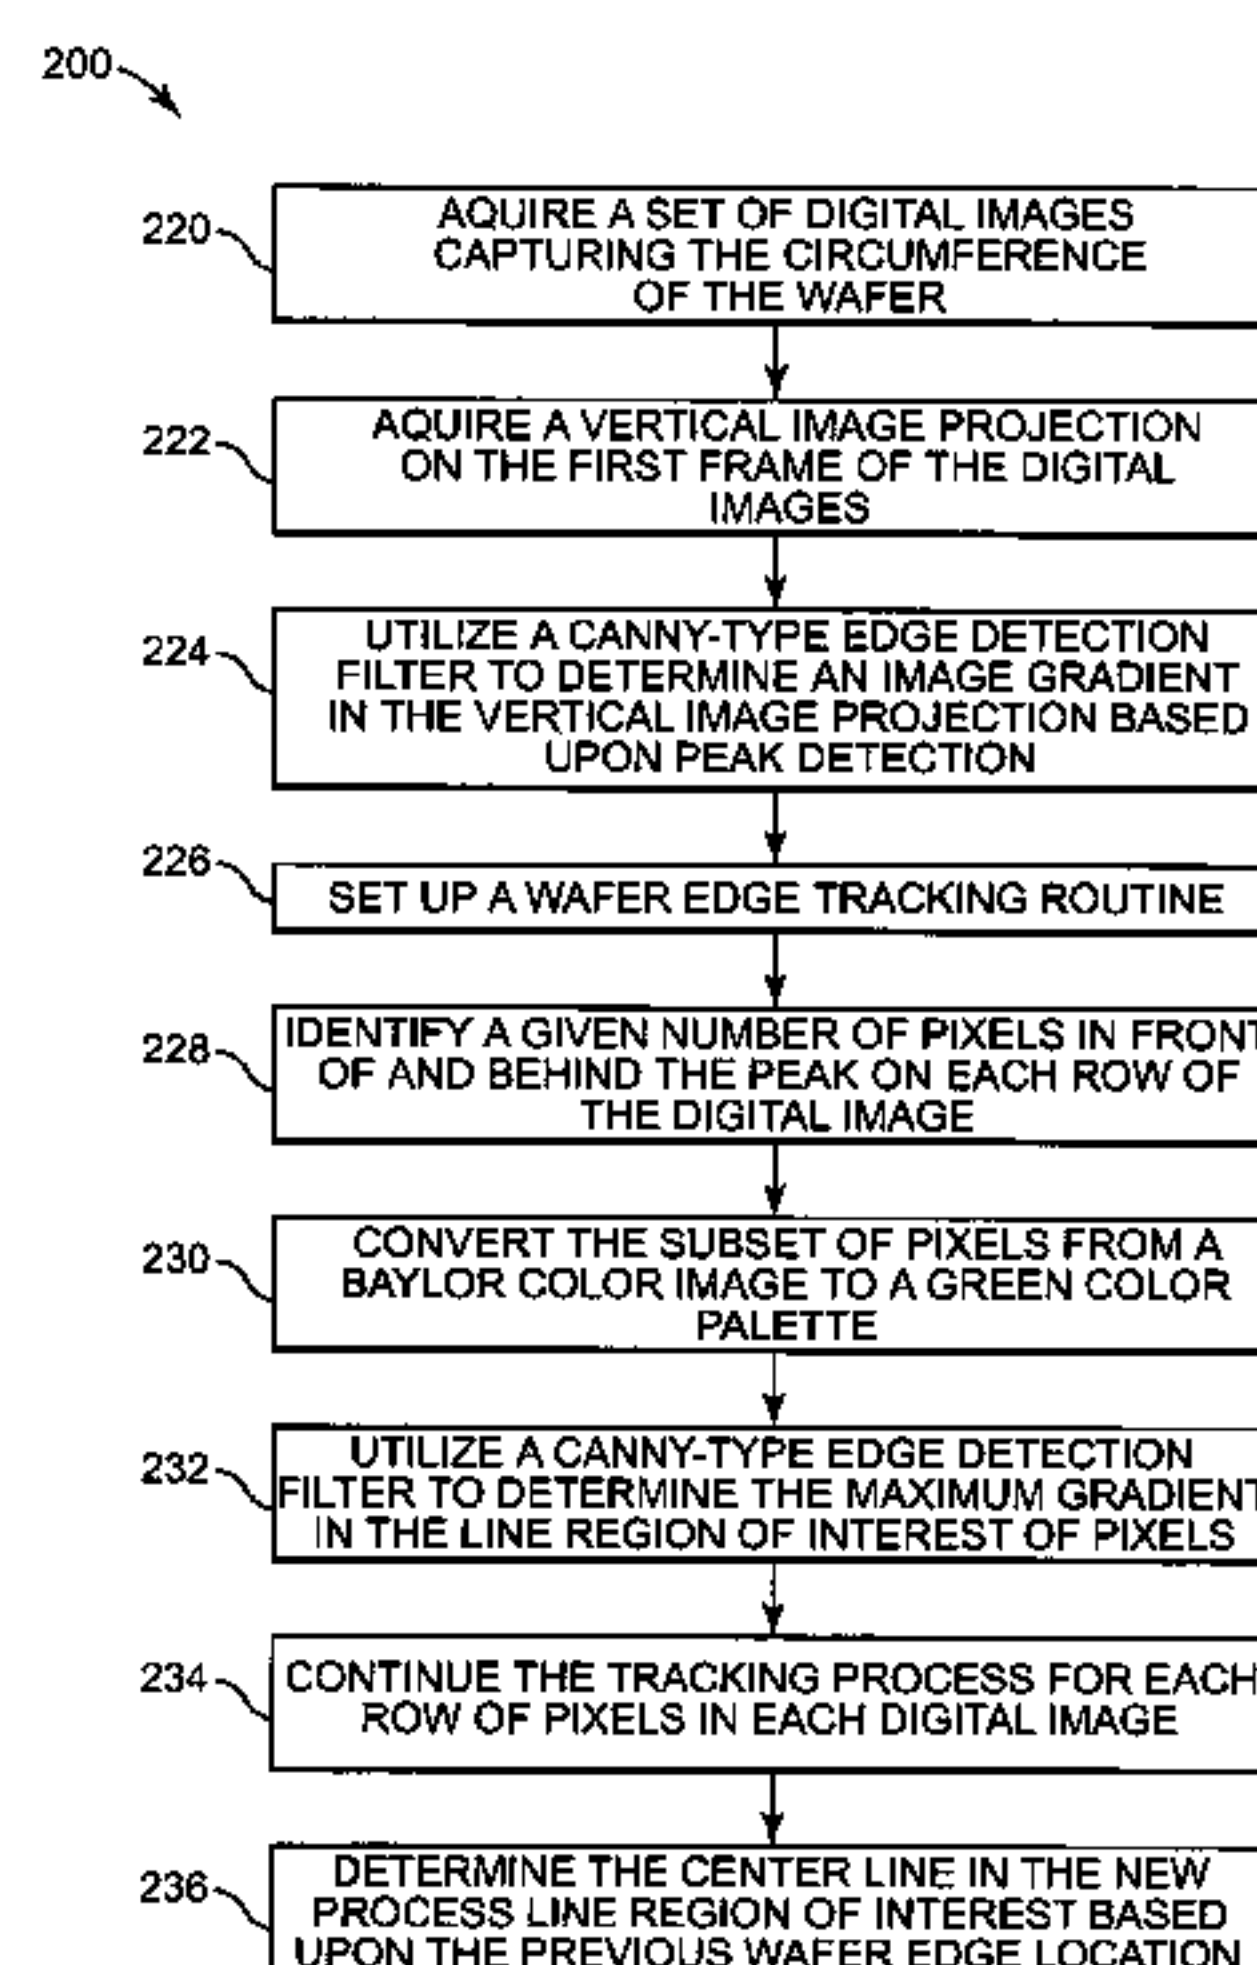 200
220
AQUIRE A SET OF DIGITAL IMAGES
CAPTURING THE CIRCUMFERENCE
OF THE WAFER
222
AQUIRE A VERTICAL IMAGE PROJECTION
ON THE FIRST FRAME OF THE DIGITAL
IMAGES
224
UTILIZE A CANNY-TYPE EDGE DETECTION
FILTER TO DETERMINE AN IMAGE GRADIENT
IN THE VERTICAL IMAGE PROJECTION BASED
UPON PEAK DETECTION
226
SET UP A WAFER EDGE TRACKING ROUTINE
228
IDENTIFY A GIVEN NUMBER OF PIXELS IN FRONT
OF AND BEHIND THE PEAK ON EACH ROW OF
THE DIGITAL IMAGE
230
CONVERT THE SUBSET OF PIXELS FROM A
BAYLOR COLOR IMAGE TO A GREEN COLOR
PALETTE
232
UTILIZE A CANNY-TYPE EDGE DETECTION
FILTER TO DETERMINE THE MAXIMUM GRADIENT
IN THE LINE REGION OF INTEREST OF PIXELS
234
CONTINUE THE TRACKING PROCESS FOR EACH
ROW OF PIXELS IN EACH DIGITAL IMAGE
236
DETERMINE THE CENTER LINE IN THE NEW
PROCESS LINE REGION OF INTEREST BASED
UPON THE PREVIOUS WAFER EDGE LOCATION